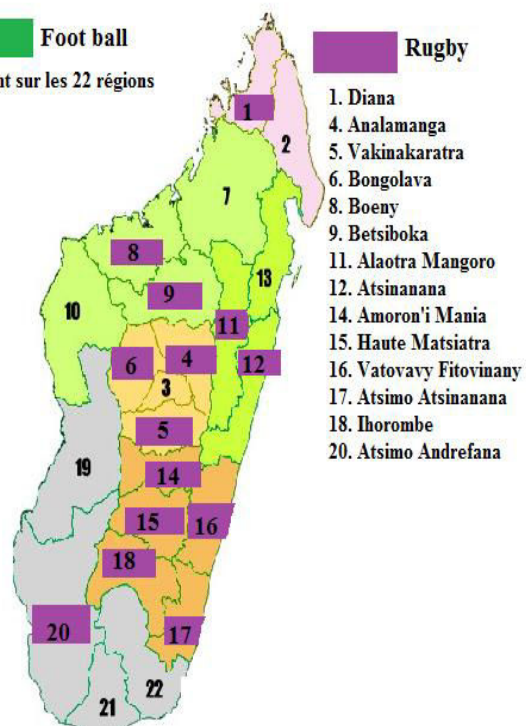 Foot ball
nt sur les 22 régions
Rugby
1. Diana
4. Analamanga
5. Vakinakaratra
6. Bongolava
8. Boeny
9. Betsiboka
11. Alaotra Mangoro
12. Atsinanana
14. Amoron'i Mania
15. Haute Matsiatra
16. Vatovavy Fitovinany
17. Atsimo Atsinanana
18. Ihorombe
20. Atsimo Andrefana
1
2
7
8
13
9
10
11
6
4
12
3
5
19
14
15
16
18
20
17
22
21